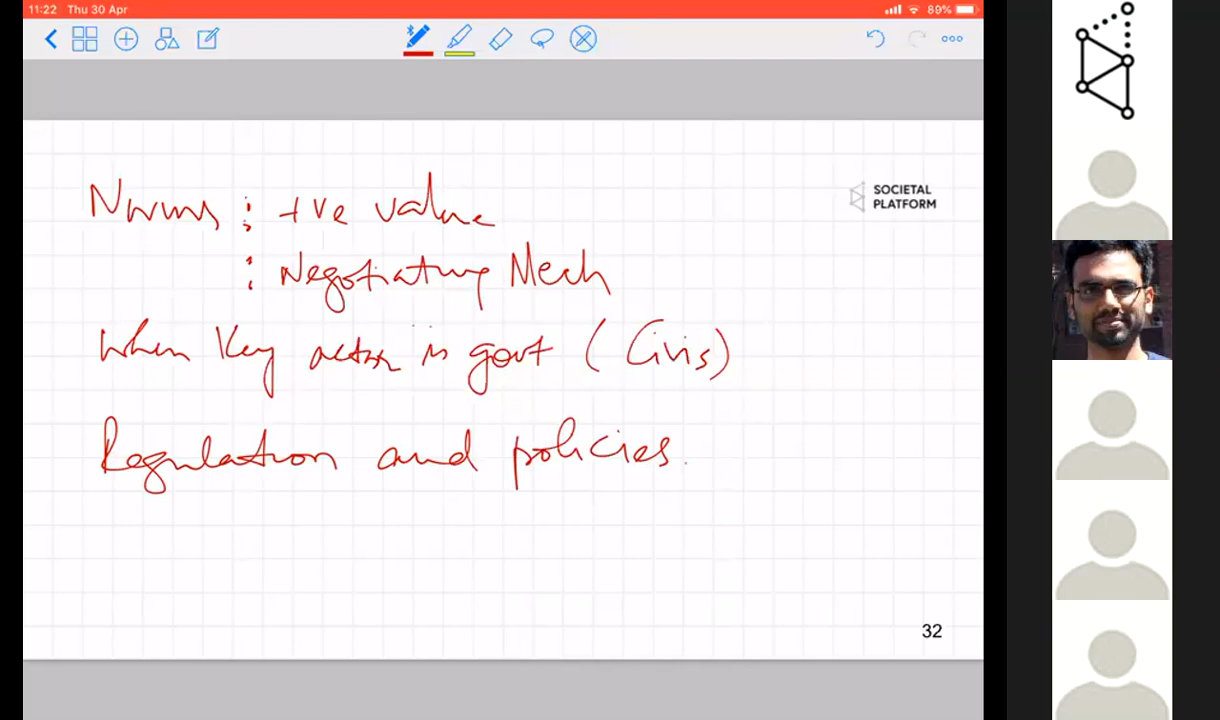 11:22 Thu 30 Apr 89%
SOCIETAL
PLATFORM
Norms : +ve value
: Negotiating Mech
When Key actor is govt (Civis)
Regulation and policies.
32